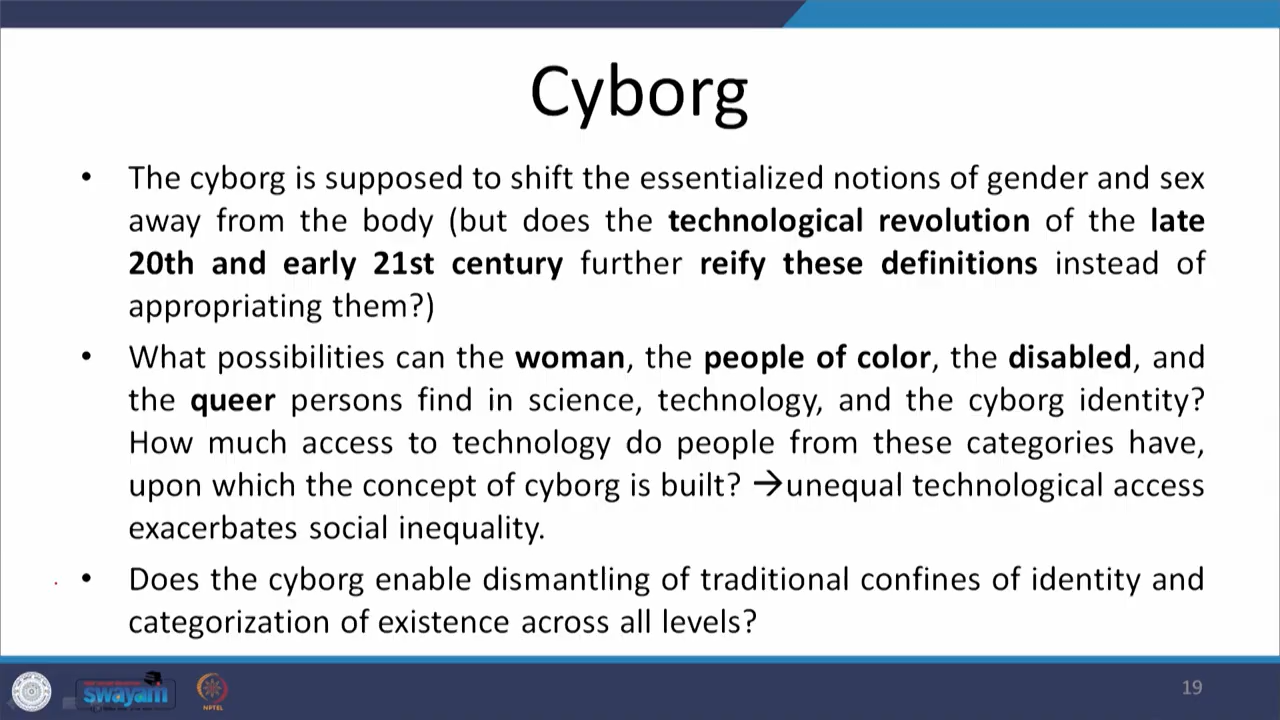 Cyborg
• The cyborg is supposed to shift the essentialized notions of gender and sex
away from the body (but does the technological revolution of the late
20th and early 21st century further reify these definitions instead of
appropriating them?)
• What possibilities can the woman, the people of color, the disabled, and
the queer persons find in science, technology, and the cyborg identity?
How much access to technology do people from these categories have,
upon which the concept of cyborg is built? →unequal technological access
exacerbates social inequality.
• Does the cyborg enable dismantling of traditional confines of identity and
categorization of existence across all levels?
swayam
NPTEL
19